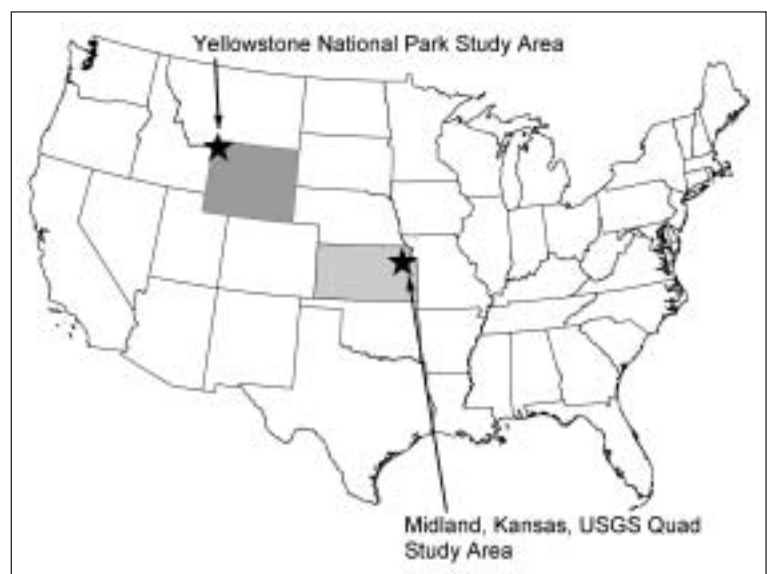 Yellowstone National Park Study Area
Midland, Kansas, USGS Quad
Study Area